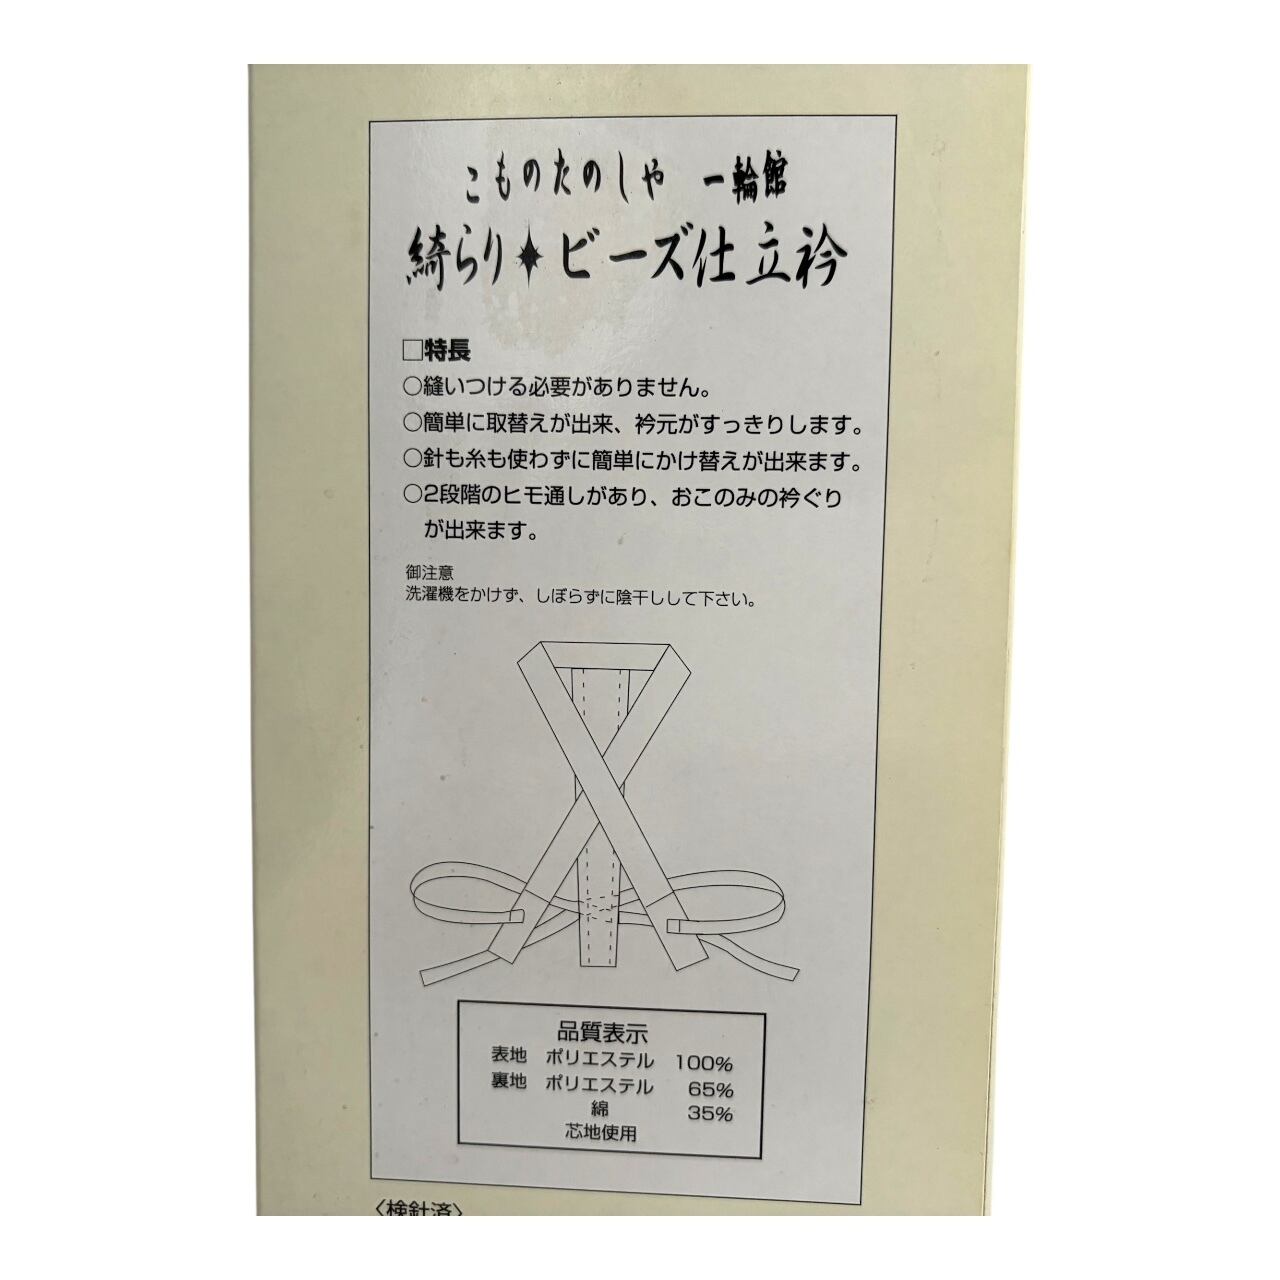 こものたのしや 一輪館
綺らり✦ビーズ仕立衿
□特長
○縫いつける必要がありません。
○簡単に取替えが出来、衿元がすっきりします。
○針も糸も使わずに簡単にかけ替えが出来ます。
○2段階のヒモ通しがあり、おこのみの衿ぐり
が出来ます。
御注意
洗濯機をかけず、しぼらずに陰干しして下さい。
品質表示
表地 ポリエステル 100%
裏地 ポリエステル 65%
綿 35%
芯地使用
〈検針済〉